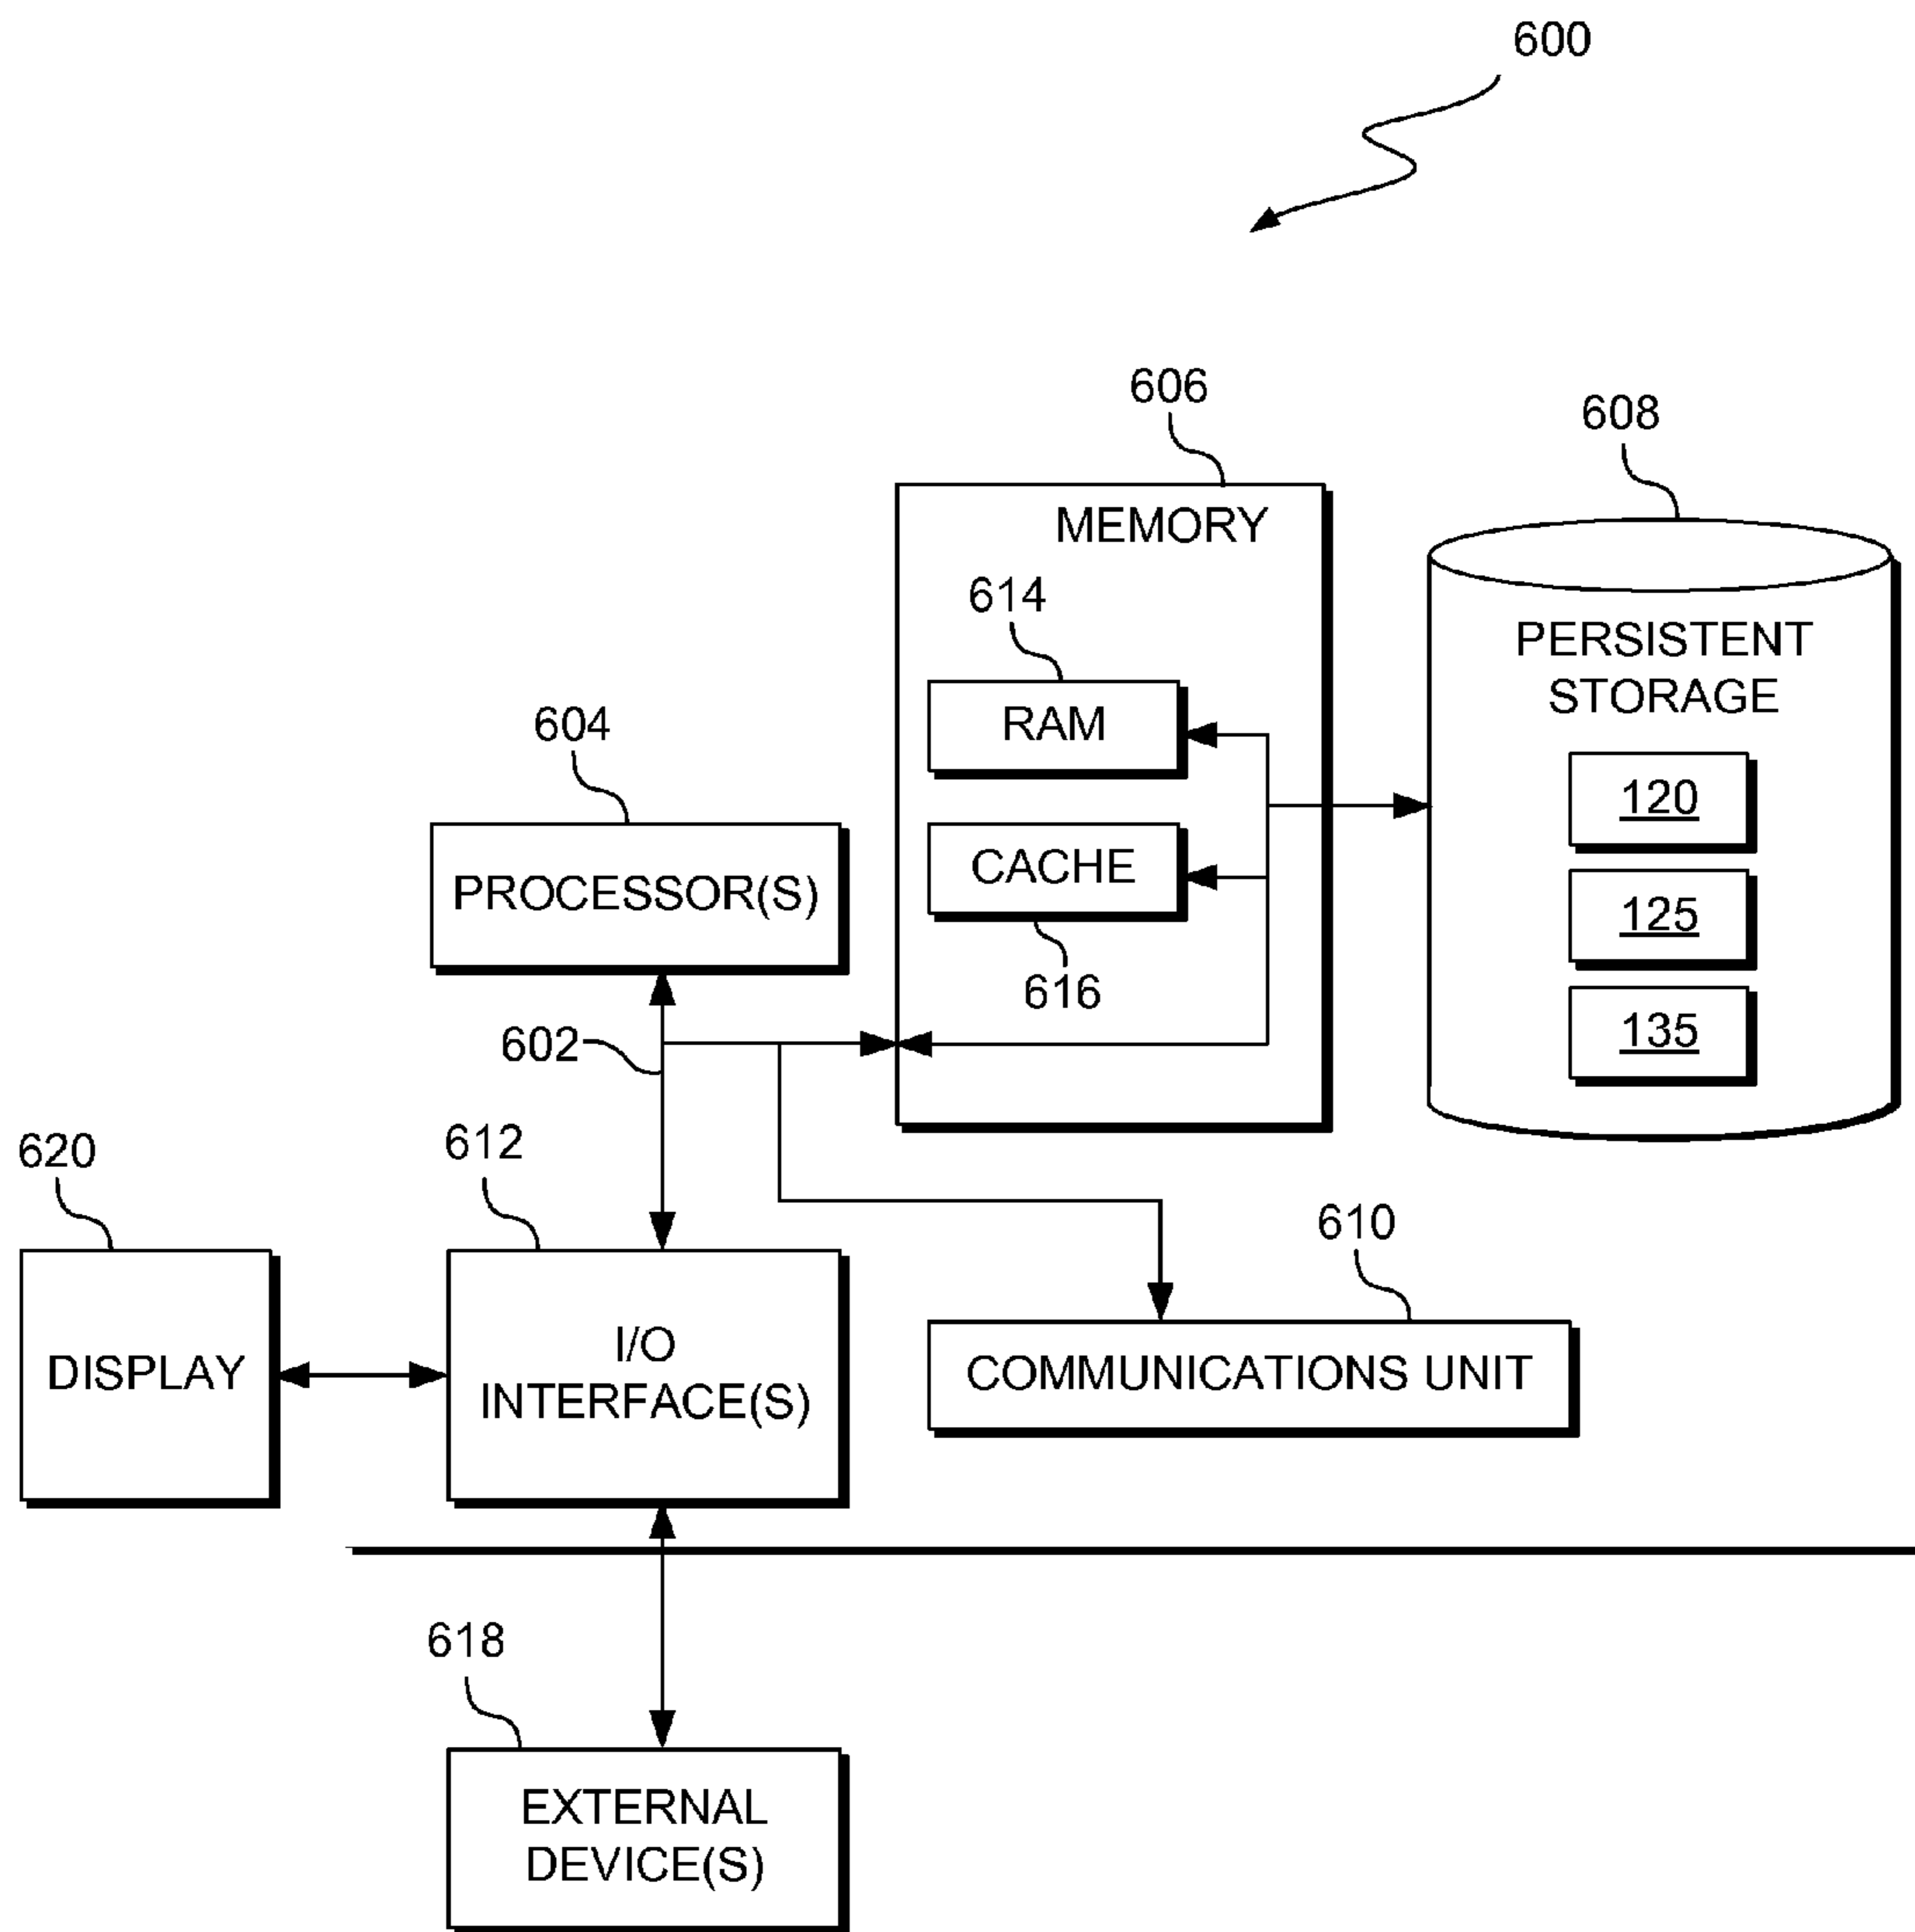 600
606
608
MEMORY
614
PERSISTENT
STORAGE
RAM
604
120
CACHE
PROCESSOR(S)
125
616
602
135
620
612
610
I/O
INTERFACE(S)
DISPLAY
COMMUNICATIONS UNIT
618
EXTERNAL
DEVICE(S)